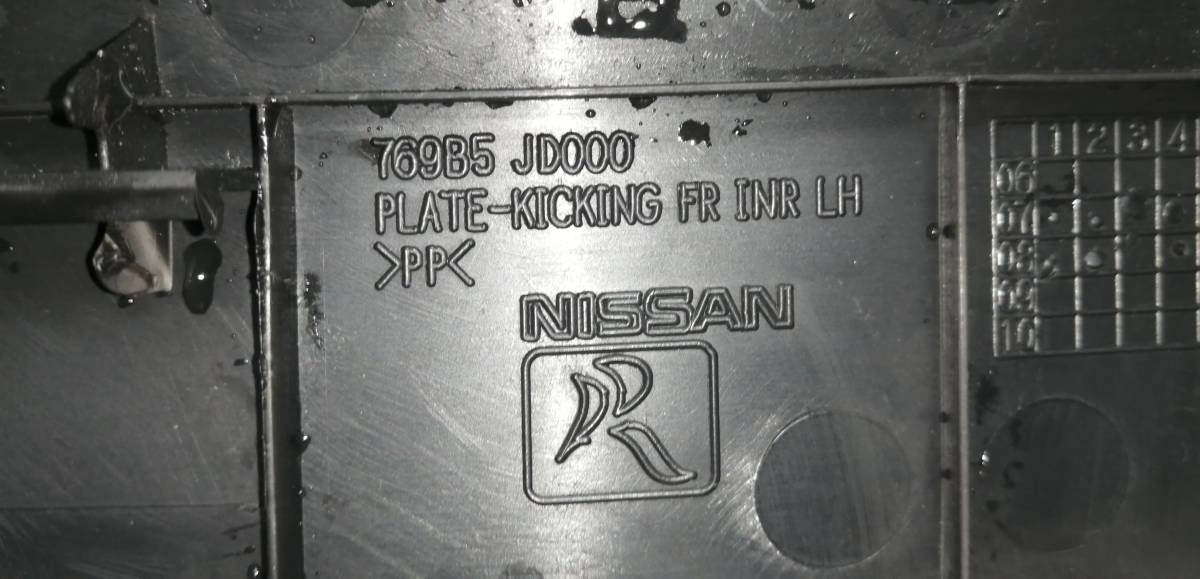 769B5 JD000
PLATE-KICKING FR INR LH
>PP<
NISSAN
R
1 2 3 4
06
07
08
09
10